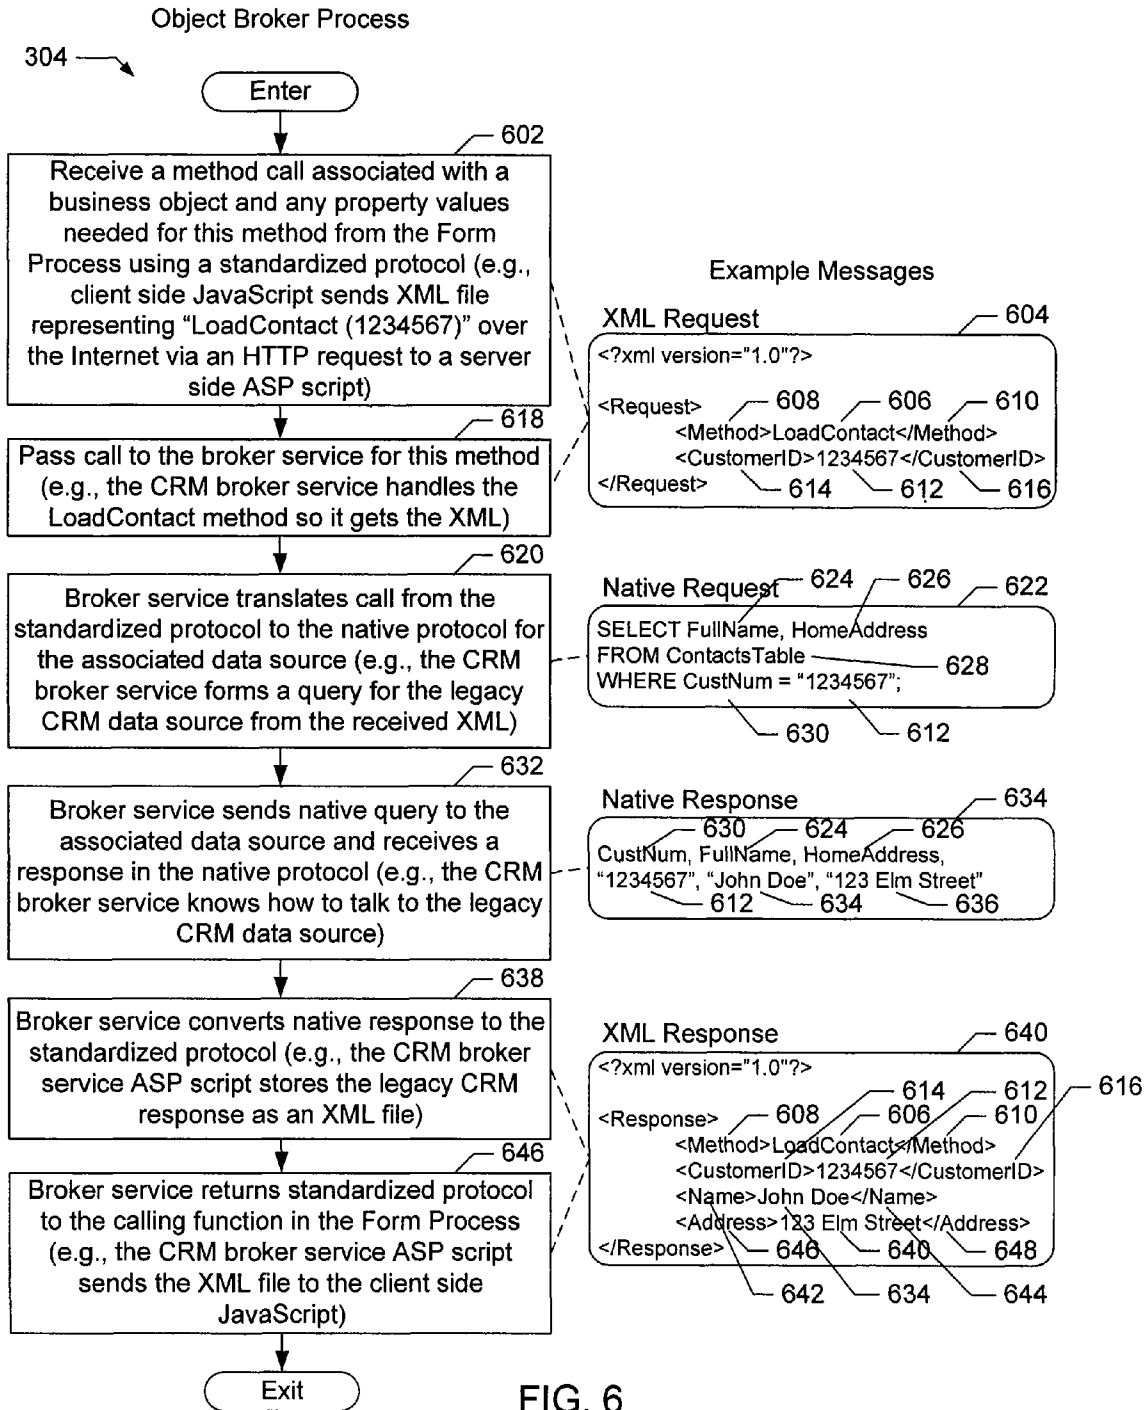 Object Broker Process
304
Enter
602
Receive a method call associated with a
business object and any property values
needed for this method from the Form
Process using a standardized protocol (e.g.,
client side JavaScript sends XML file
representing “LoadContact (1234567)” over
the Internet via an HTTP request to a server
side ASP script)
618
Pass call to the broker service for this method
(e.g., the CRM broker service handles the
LoadContact method so it gets the XML)
620
Broker service translates call from the
standardized protocol to the native protocol for
the associated data source (e.g., the CRM
broker service forms a query for the legacy
CRM data source from the received XML)
632
Broker service sends native query to the
associated data source and receives a
response in the native protocol (e.g., the CRM
broker service knows how to talk to the legacy
CRM data source)
638
Broker service converts native response to the
standardized protocol (e.g., the CRM broker
service ASP script stores the legacy CRM
response as an XML file)
646
Broker service returns standardized protocol
to the calling function in the Form Process
(e.g., the CRM broker service ASP script
sends the XML file to the client side
JavaScript)
Exit
Example Messages
XML Request
604
<?xml version="1.0"?>
608 606 610
<Request>
<Method>LoadContact</Method>
<CustomerID>1234567</CustomerID>
</Request>
614 612 616
Native Request
624 626 622
SELECT FullName, HomeAddress
FROM ContactsTable
628
WHERE CustNum = “1234567”;
630 612
Native Response
634
630 624 626
CustNum, FullName, HomeAddress,
“1234567”, “John Doe”, “123 Elm Street”
612 634 636
XML Response
640
<?xml version="1.0"?>
614 612 616
<Response>
608 606 610
<Method>LoadContact</Method>
<CustomerID>1234567</CustomerID>
<Name>John Doe</Name>
<Address>123 Elm Street</Address>
</Response>
646 640 648
642 634 644
FIG. 6